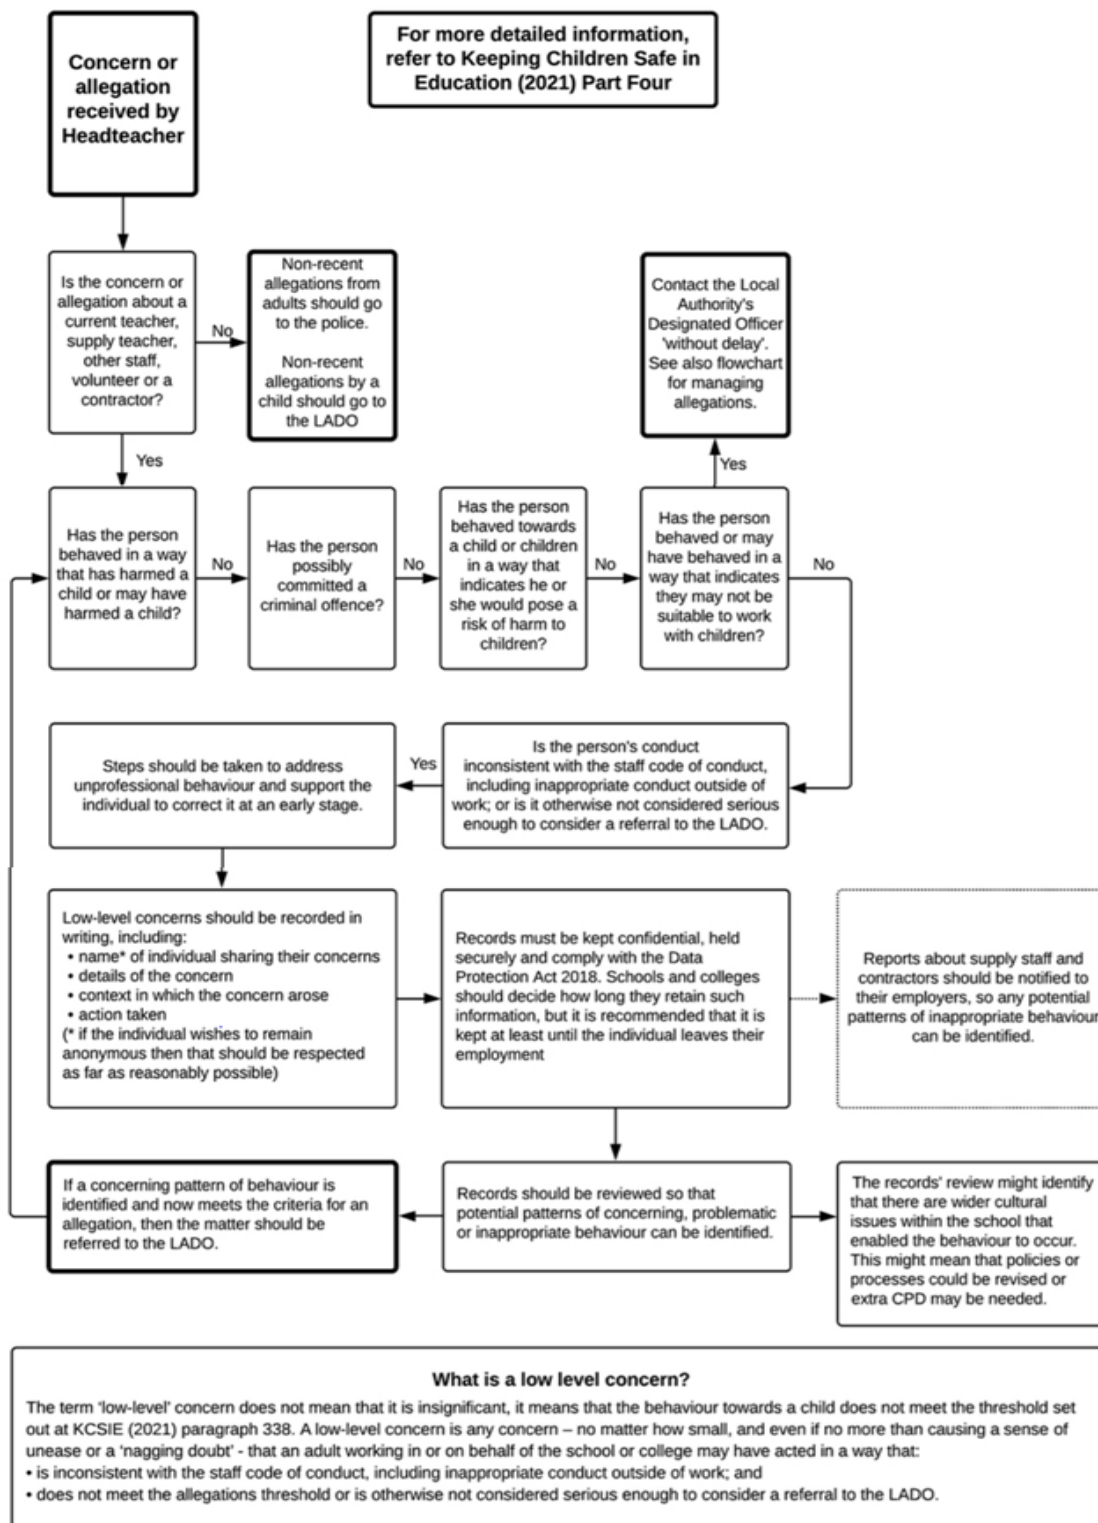 Concern or
allegation
received by
Headteacher
For more detailed information,
refer to Keeping Children Safe in
Education (2021) Part Four
Is the concern or
allegation about a
current teacher,
supply teacher,
other staff,
volunteer or a
contractor?
No
Non-recent
allegations from
adults should go
to the police.
Non-recent
allegations by a
child should go to
the LADO
Contact the Local
Authority's
Designated Officer
'without delay'.
See also flowchart
for managing
allegations.
Yes
Yes
Has the person
behaved in a way
that has harmed a
child or may have
harmed a child?
No
Has the person
possibly
committed a
criminal offence?
No
Has the person
behaved towards
a child or children
in a way that
indicates he or
she would pose a
risk of harm to
children?
No
Has the person
behaved or may
have behaved in a
way that indicates
they may not be
suitable to work
with children?
No
Is the person's conduct
inconsistent with the staff code of conduct,
including inappropriate conduct outside of
work; or is it otherwise not considered serious
enough to consider a referral to the LADO.
Yes
Steps should be taken to address
unprofessional behaviour and support the
individual to correct it at an early stage.
Low-level concerns should be recorded in
writing, including:
• name* of individual sharing their concerns
• details of the concern
• context in which the concern arose
• action taken
(* if the individual wishes to remain
anonymous then that should be respected
as far as reasonably possible)
Records must be kept confidential, held
securely and comply with the Data
Protection Act 2018. Schools and colleges
should decide how long they retain such
information, but it is recommended that it is
kept at least until the individual leaves their
employment
Reports about supply staff and
contractors should be notified to
their employers, so any potential
patterns of inappropriate behaviour
can be identified.
If a concerning pattern of behaviour is
identified and now meets the criteria for an
allegation, then the matter should be
referred to the LADO.
Records should be reviewed so that
potential patterns of concerning, problematic
or inappropriate behaviour can be identified.
The records' review might identify
that there are wider cultural
issues within the school that
enabled the behaviour to occur.
This might mean that policies or
processes could be revised or
extra CPD may be needed.
What is a low level concern?
The term 'low-level' concern does not mean that it is insignificant, it means that the behaviour towards a child does not meet the threshold set
out at KCSIE (2021) paragraph 338. A low-level concern is any concern – no matter how small, and even if no more than causing a sense of
unease or a 'nagging doubt' - that an adult working in or on behalf of the school or college may have acted in a way that:
• is inconsistent with the staff code of conduct, including inappropriate conduct outside of work; and
• does not meet the allegations threshold or is otherwise not considered serious enough to consider a referral to the LADO.